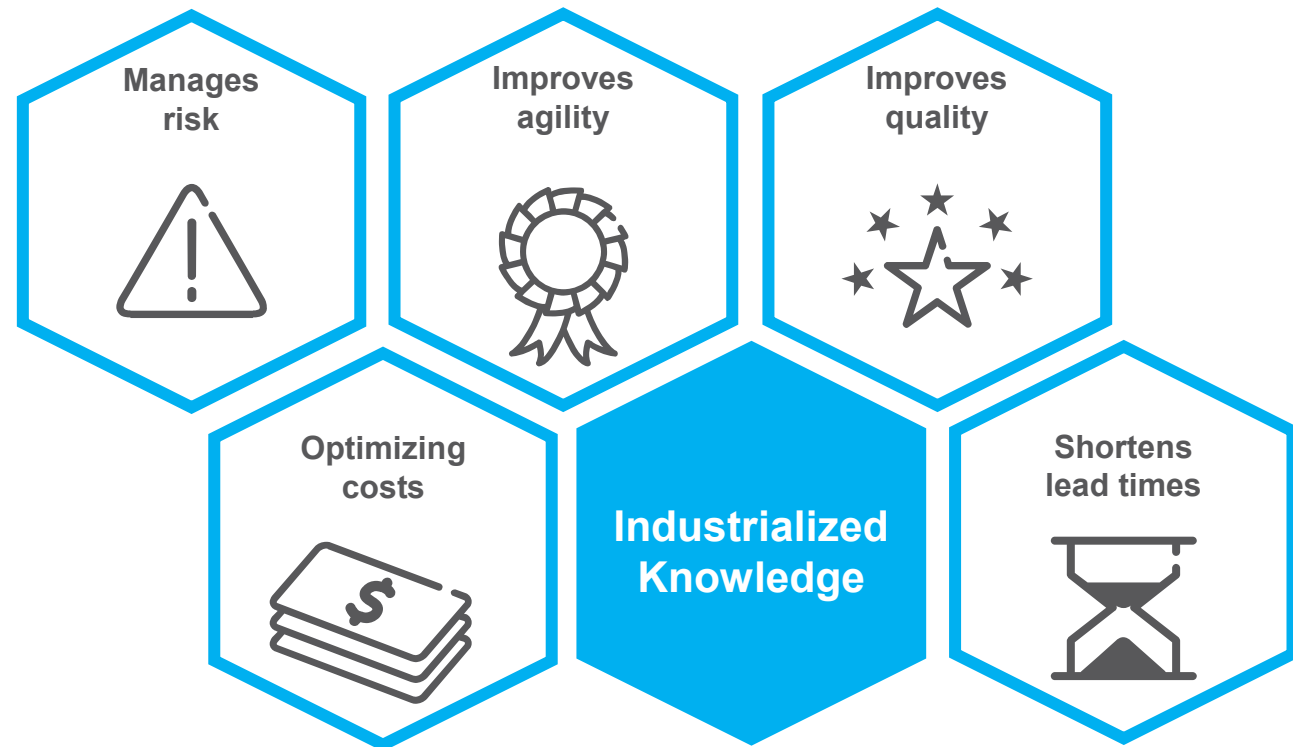 Manages
risk
Improves
agility
Improves
quality
Optimizing
costs
$
Industrialized
Knowledge
Shortens
lead times